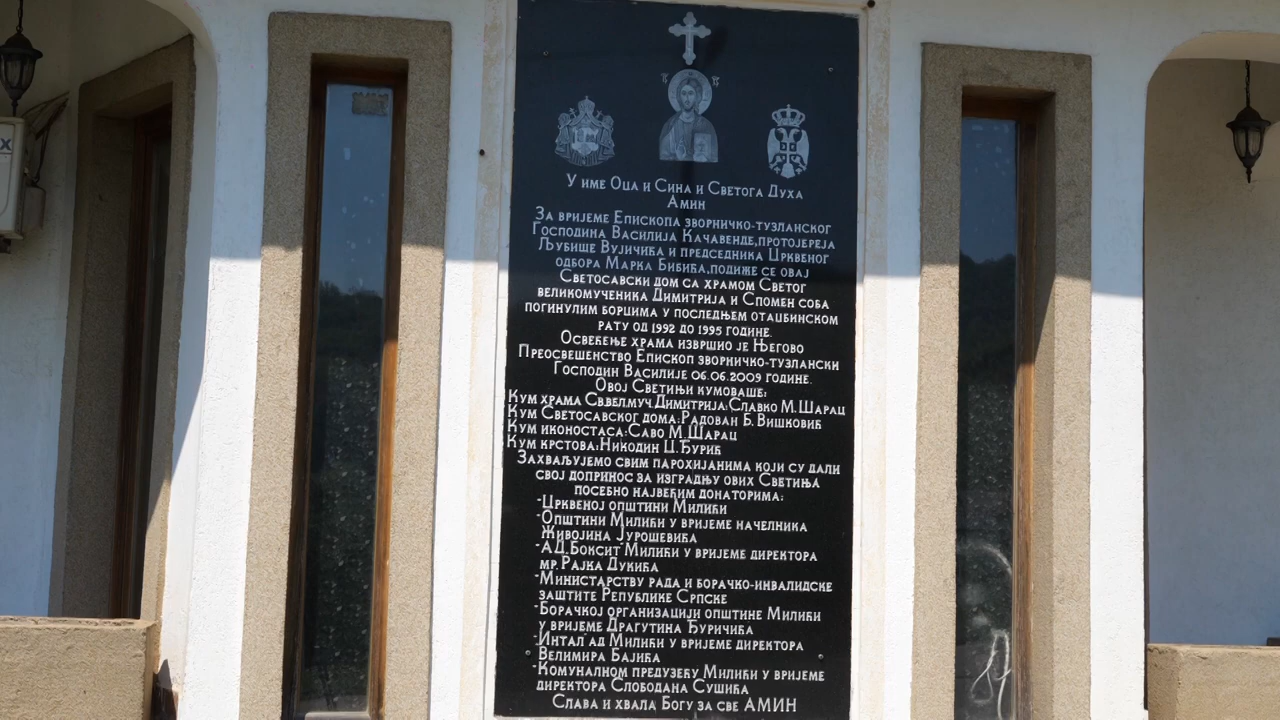 У име Оца и Сина и Светога Духа
Амин
За вријеме Епископа зворничко-тузланског
Господина Василија Качавенде, протојереја
Љубише Вујичића и председника Црквеног
одбора Марка Бибића, подиже се овај
Светосавски дом са храмом Светог
великомученика Димитрија и Спомен соба
погинулим борцима у последњем отаџбинском
рату од 1992 до 1995 године.
Освећење храма извршио је Његово
Преосвешенство Епископ зворничко-тузлански
Господин Василије 06.06.2009 године.
Овој Светињи кумоваше:
Кум храма Св.велмуч. Димитрија: Славко М. Шарац
Кум Светосавског дома: Радован Б. Вишковић
Кум иконостаса: Саво М. Шарац
Кум крстова: Никодин Ц. Ђурић
Захваљујемо свим парохијанима који су дали
свој допринос за изградњу ових Светиња
посебно највећим донаторима:
-Црквеној општини Милићи
-Општини Милићи у вријеме начелника
Живојина Јурошевића
-АД. Боксит Милићи у вријеме директора
мр. Рајка Дукића
-Министарству рада и борачко-инвалидске
заштите Републике Српске
-Борачкој организацији општине Милићи
у вријеме Драгутина Ђуричића
-Интал ад Милићи у вријеме директора
Велимира Бајића
-Комуналном предузећу Милићи у вријеме
директора Слободана Сушића
Слава и хвала Богу за све АМИН